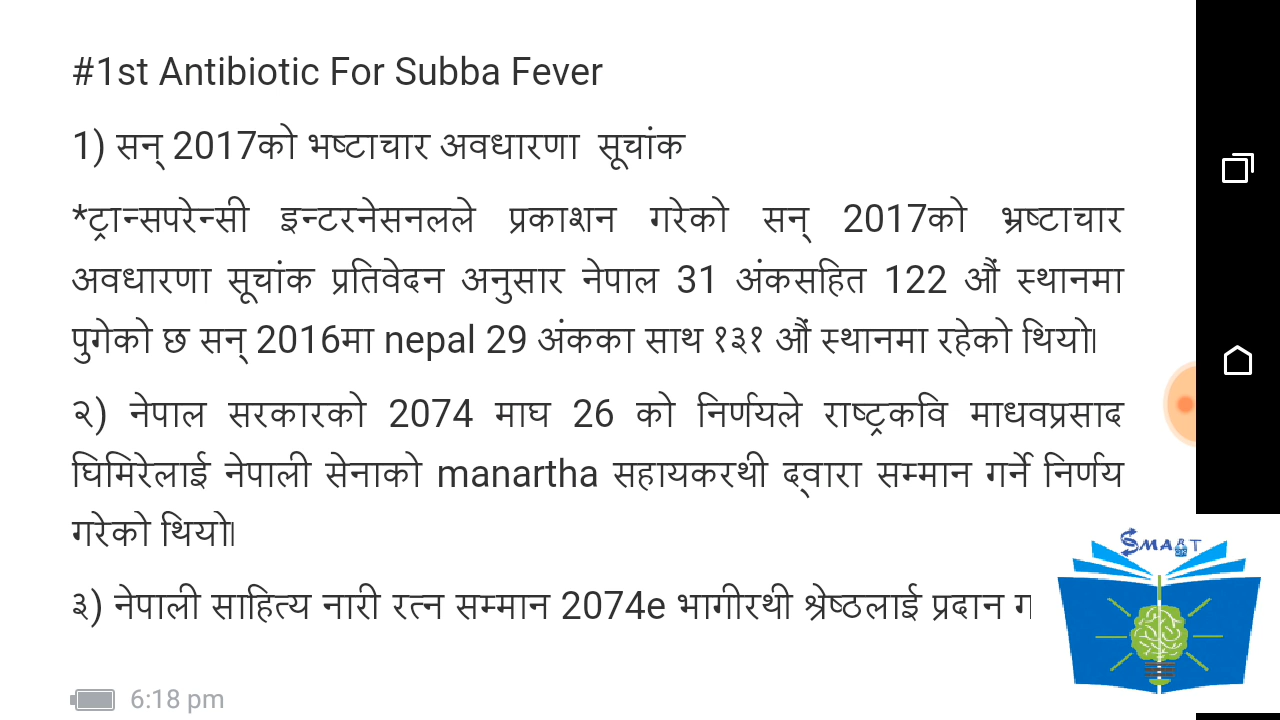 #1st Antibiotic For Subba Fever
1) सन् 2017को भष्टाचार अवधारणा सूचांक
*ट्रान्सपरेन्सी इन्टरनेसनलले प्रकाशन गरेको सन् 2017को भ्रष्टाचार
अवधारणा सूचांक प्रतिवेदन अनुसार नेपाल 31 अंकसहित 122 औं स्थानमा
पुगेको छ सन् 2016मा nepal 29 अंकका साथ १३१ औं स्थानमा रहेको थियो।
२) नेपाल सरकारको 2074 माघ 26 को निर्णयले राष्ट्रकवि माधवप्रसाद
घिमिरेलाई नेपाली सेनाको manartha सहायकरथी द्वारा सम्मान गर्ने निर्णय
गरेको थियो।
३) नेपाली साहित्य नारी रत्न सम्मान 2074e भागीरथी श्रेष्ठलाई प्रदान ग
SMART
6:18 pm